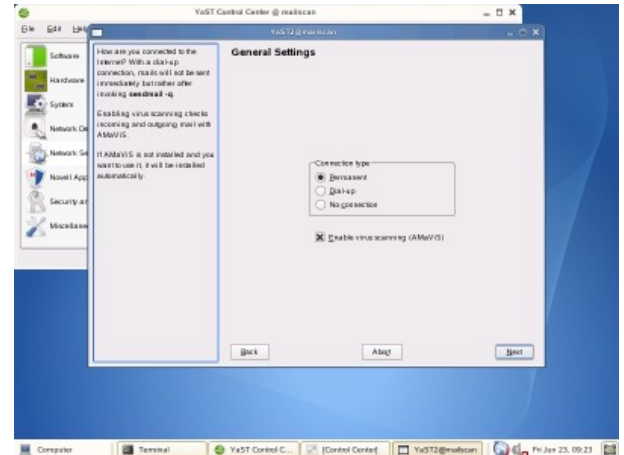 YaST Control Center @ mailscan
File Edit Help
YaST2@mailscan
Software
Hardware
System
Network De
Network Se
Novell App
Security a
Miscellane
How are you connected to the
Internet? With a dial-up
connection, mails will not be sent
immediately but rather after
invoking sendmail -q.
Enabling virus scanning checks
incoming and outgoing mail with
AMaViS.
If AMaViS is not installed and you
want to use it, it will be installed
automatically.
General Settings
Connection type
Permanent
Dial-up
No connection
Enable virus scanning (AMaViS)
Back
Abort
Next
Computer
Terminal
YaST Control C...
[Control Center]
YaST2@mailscan
Fri Jun 23, 09:23